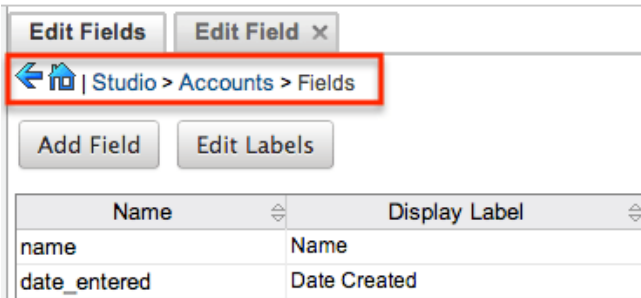 Edit Fields Edit Field ×
| Studio > Accounts > Fields
Add Field Edit Labels
Name Display Label
name Name
date_entered Date Created